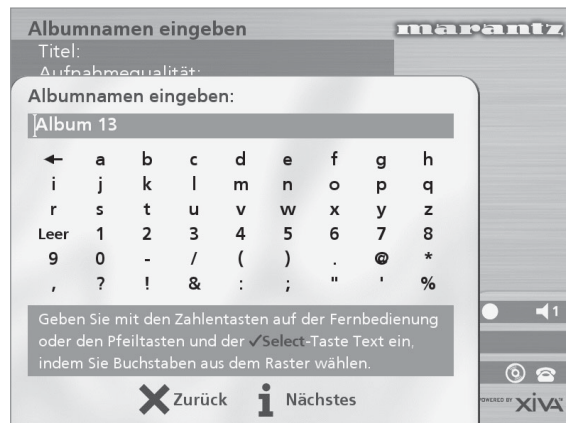 Albumnamen eingeben
marantz
Titel:
Aufnahmequalität:
Albumnamen eingeben:
Album 13
← a b c d e f g h
i j k l m n o p q
r s t u v w x y z
Leer 1 2 3 4 5 6 7 8
9 0 - / ( ) . @ *
, ? ! & : ; " ' %
Geben Sie mit den Zahlentasten auf der Fernbedienung
oder den Pfeiltasten und der ✓Select-Taste Text ein,
indem Sie Buchstaben aus dem Raster wählen.
Zurück Nächstes
1
POWERED BY XiVA™